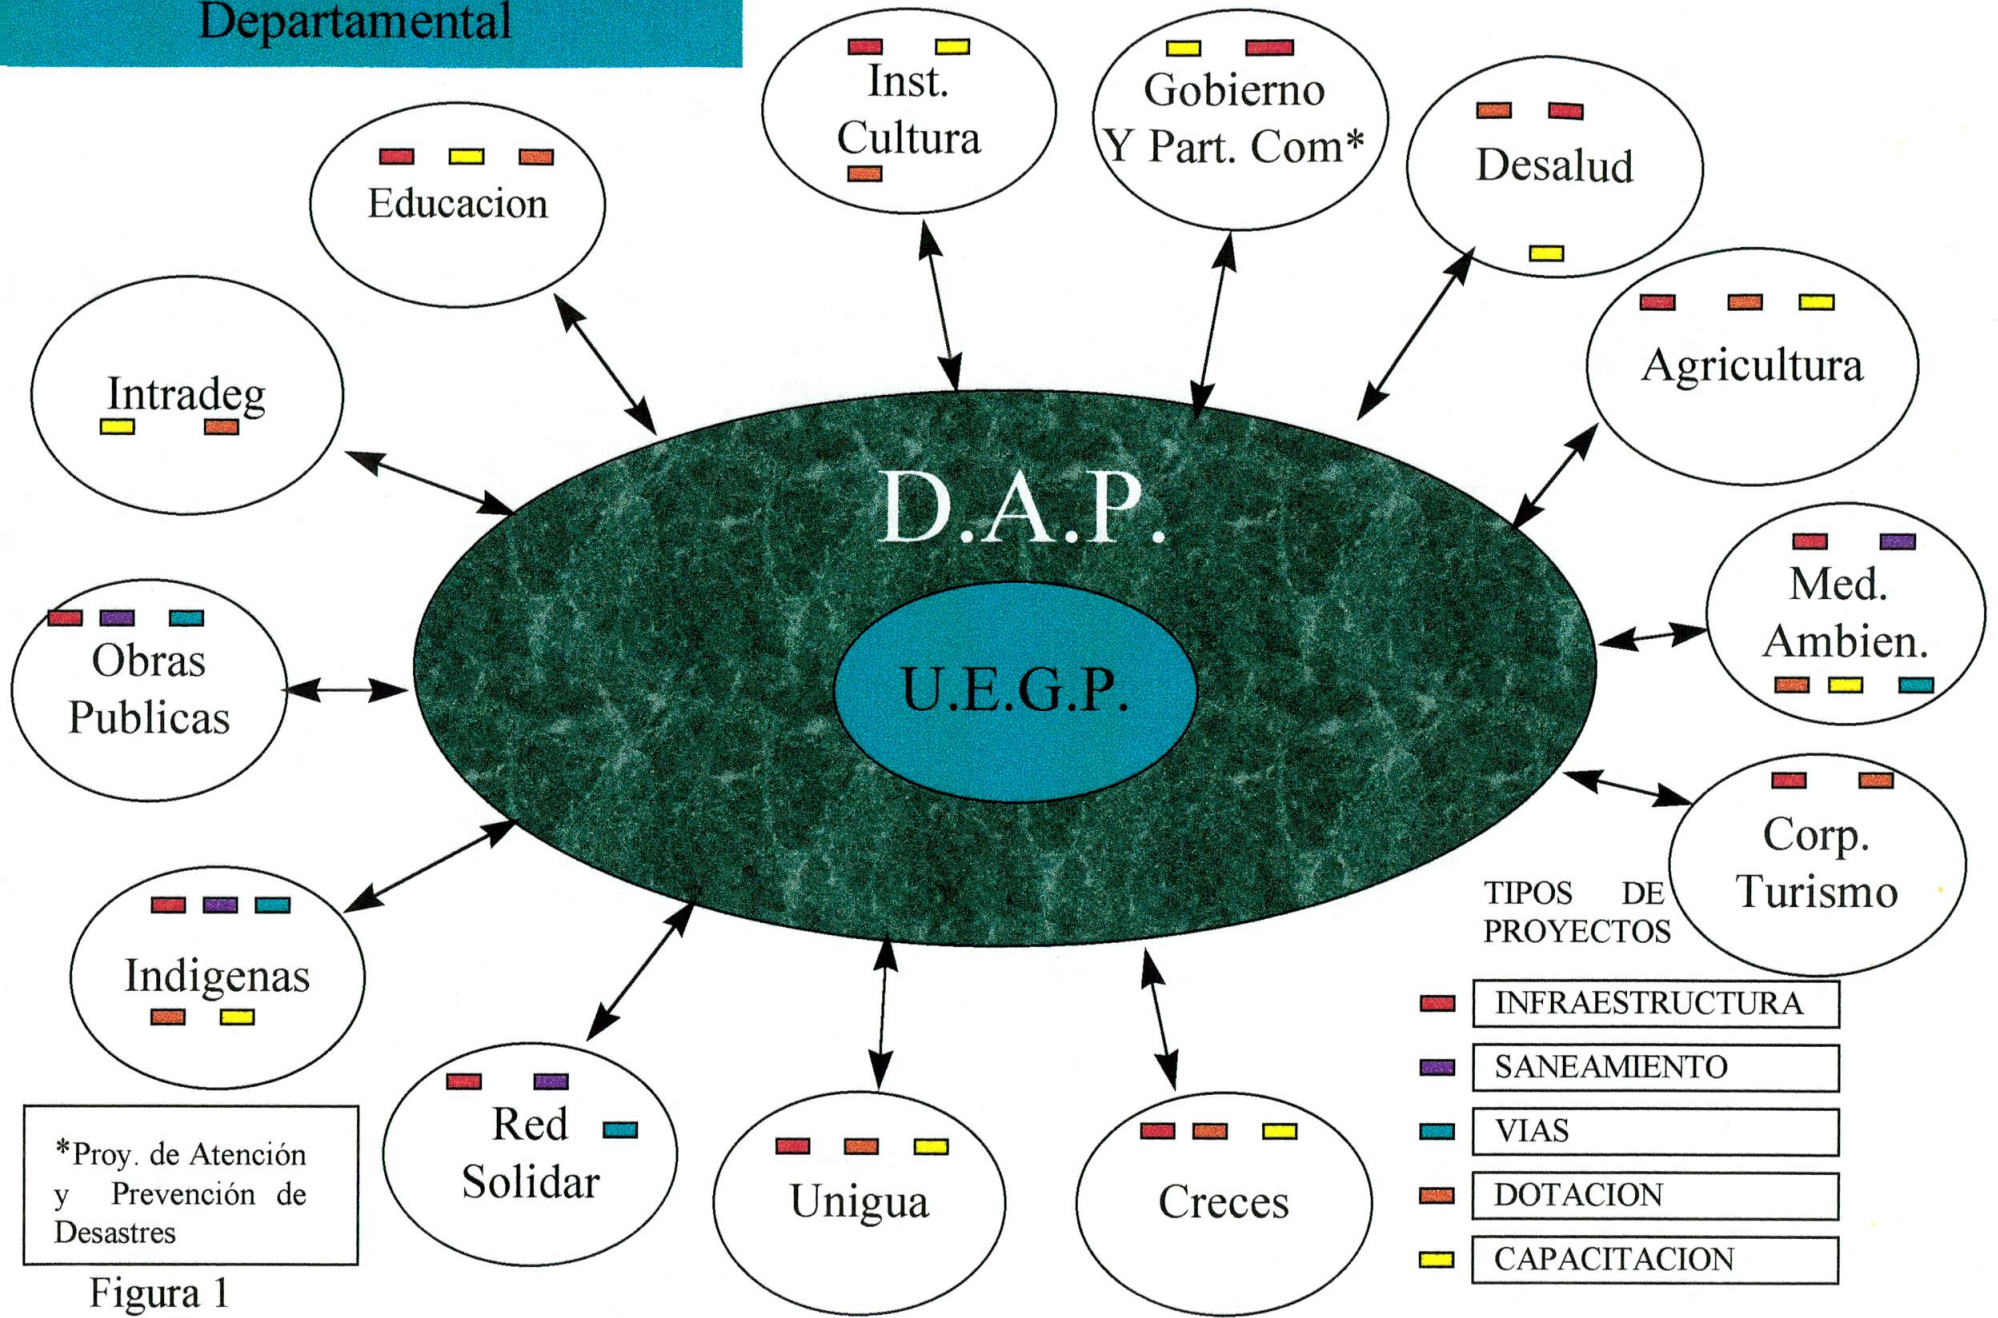 Departamental
Inst.
Cultura
Gobierno
Y Part. Com*
Desalud
Educacion
Agricultura
Intradeg
D.A.P.
Med.
Ambien.
Obras
Publicas
U.E.G.P.
Corp.
Turismo
TIPOS DE
PROYECTOS
Indigenas
INFRAESTRUCTURA
SANEAMIENTO
VIAS
DOTACION
CAPACITACION
Red
Solidar
Unigua
Creces
*Proy. de Atención
y Prevención de
Desastres
Figura 1